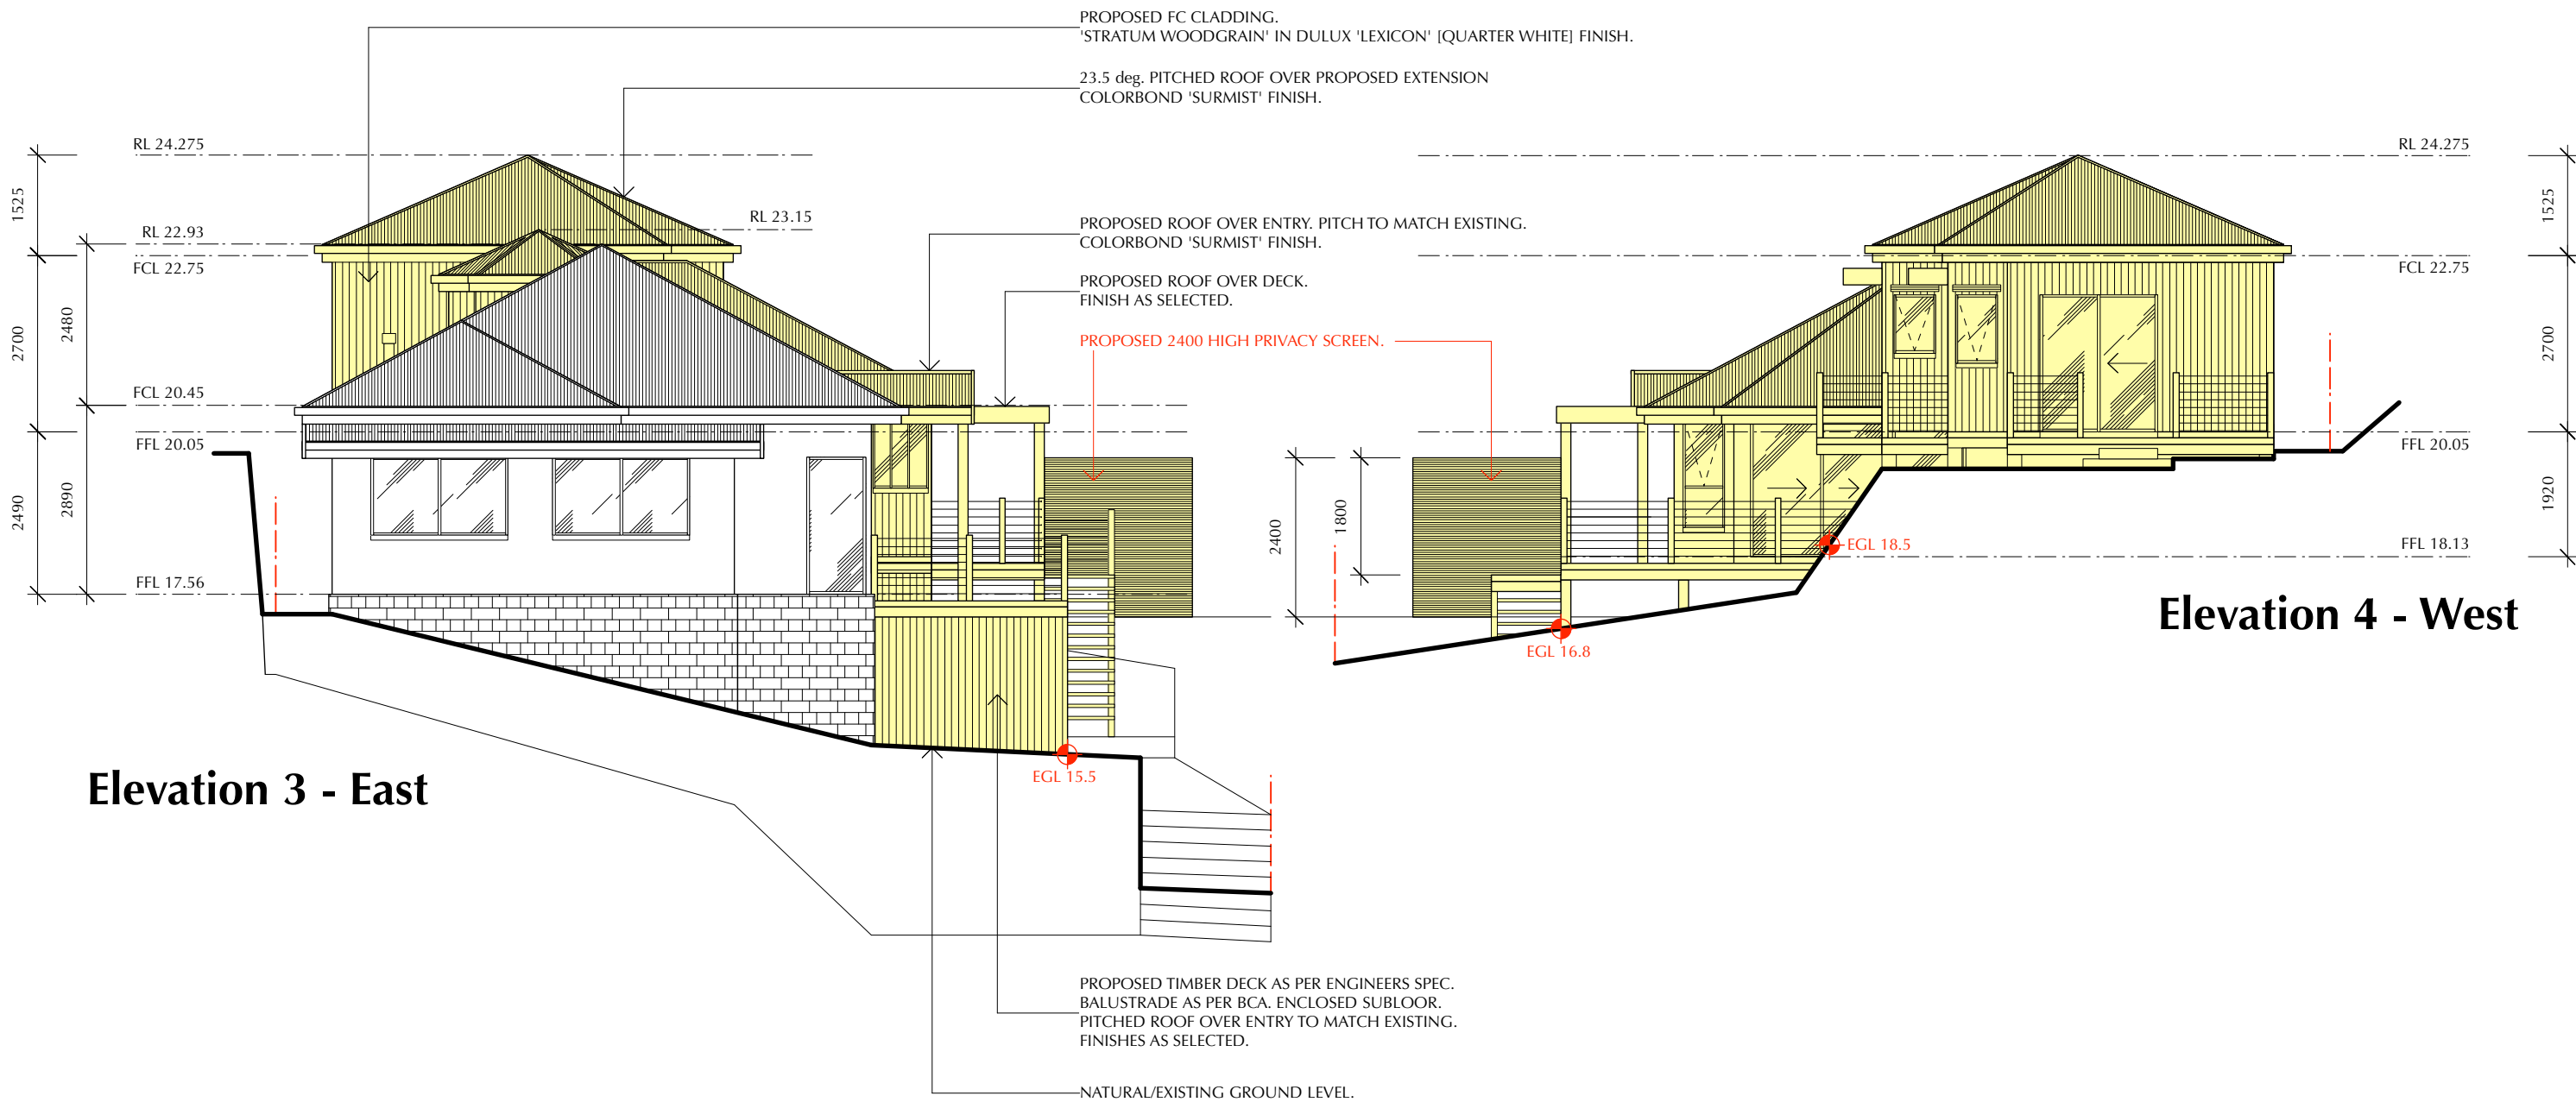 PROPOSED FC CLADDING.
'STRATUM WOODGRAIN' IN DULUX 'LEXICON' [QUARTER WHITE] FINISH.
23.5 deg. PITCHED ROOF OVER PROPOSED EXTENSION
COLORBOND 'SURMIST' FINISH.
RL 24.275
RL 24.275
1525
1525
RL 23.15
RL 22.93
PROPOSED ROOF OVER ENTRY. PITCH TO MATCH EXISTING.
COLORBOND 'SURMIST' FINISH.
FCL 22.75
FCL 22.75
PROPOSED ROOF OVER DECK.
FINISH AS SELECTED.
2700
2480
PROPOSED 2400 HIGH PRIVACY SCREEN.
2700
FCL 20.45
FFL 20.05
FFL 20.05
2490
2890
2400
1800
1920
EGL 18.5
FFL 18.13
FFL 17.56
Elevation 4 - West
EGL 16.8
EGL 15.5
Elevation 3 - East
PROPOSED TIMBER DECK AS PER ENGINEERS SPEC.
BALUSTRADE AS PER BCA. ENCLOSED SUBLOOR.
PITCHED ROOF OVER ENTRY TO MATCH EXISTING.
FINISHES AS SELECTED.
NATURAL/EXISTING GROUND LEVEL.